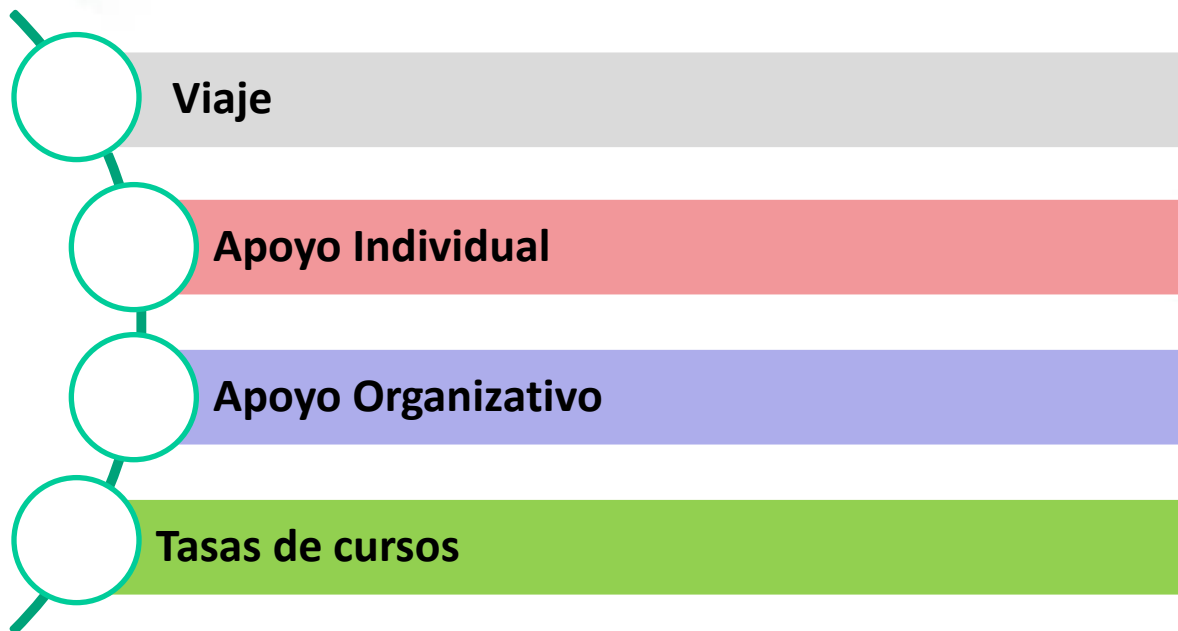 Viaje
Apoyo Individual
Apoyo Organizativo
Tasas de cursos